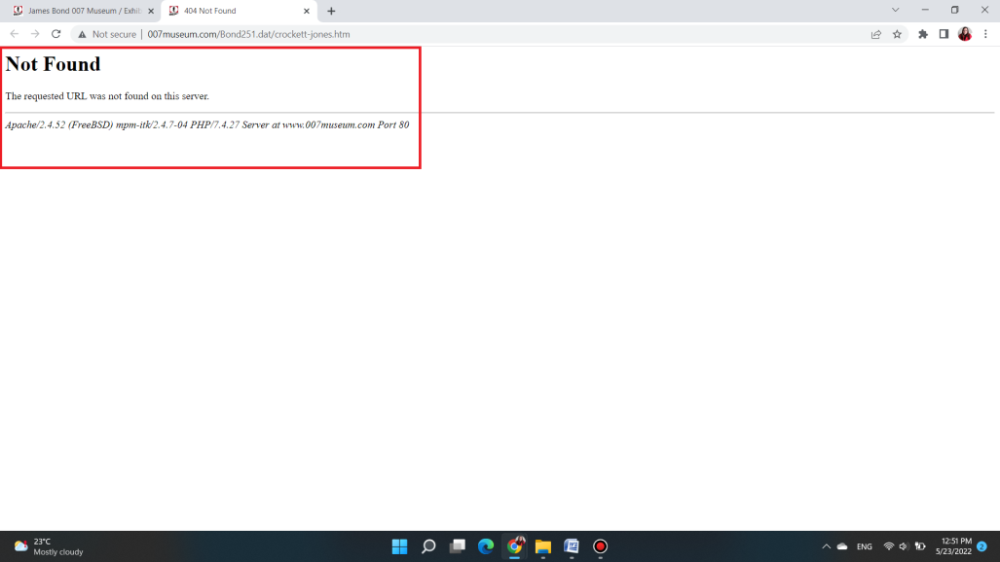 James Bond 007 Museum / Exhib
404 Not Found
Not secure
007museum.com/Bond251.dat/crockett-jones.htm
Not Found
The requested URL was not found on this server.
Apache/2.4.52 (FreeBSD) mpm-itk/2.4.7-04 PHP/7.4.27 Server at www.007museum.com Port 80
23°C
Mostly cloudy
ENG
12:51 PM
5/23/2022
2